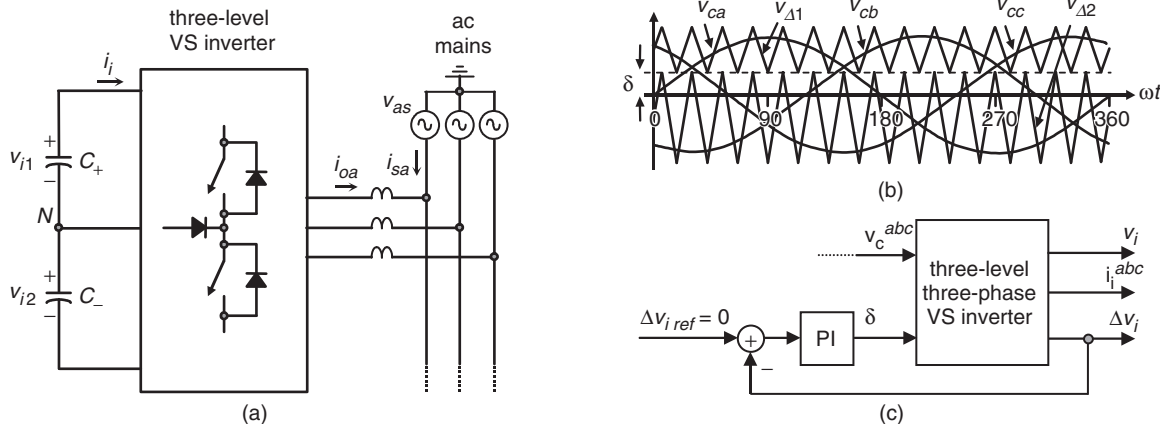 three-level
VS inverter
ac
mains
i_i
v_as
v_i1
+
−
C_+
i_oa
i_sa
N
v_i2
+
−
C_−
(a)
v_ca
v_Δ1
v_cb
v_cc
v_Δ2
δ
ωt
0
90
180
270
360
(b)
v_c^abc
three-level
three-phase
VS inverter
v_i
i_i^abc
Δv_i
Δv_i ref = 0
+
−
PI
δ
(c)